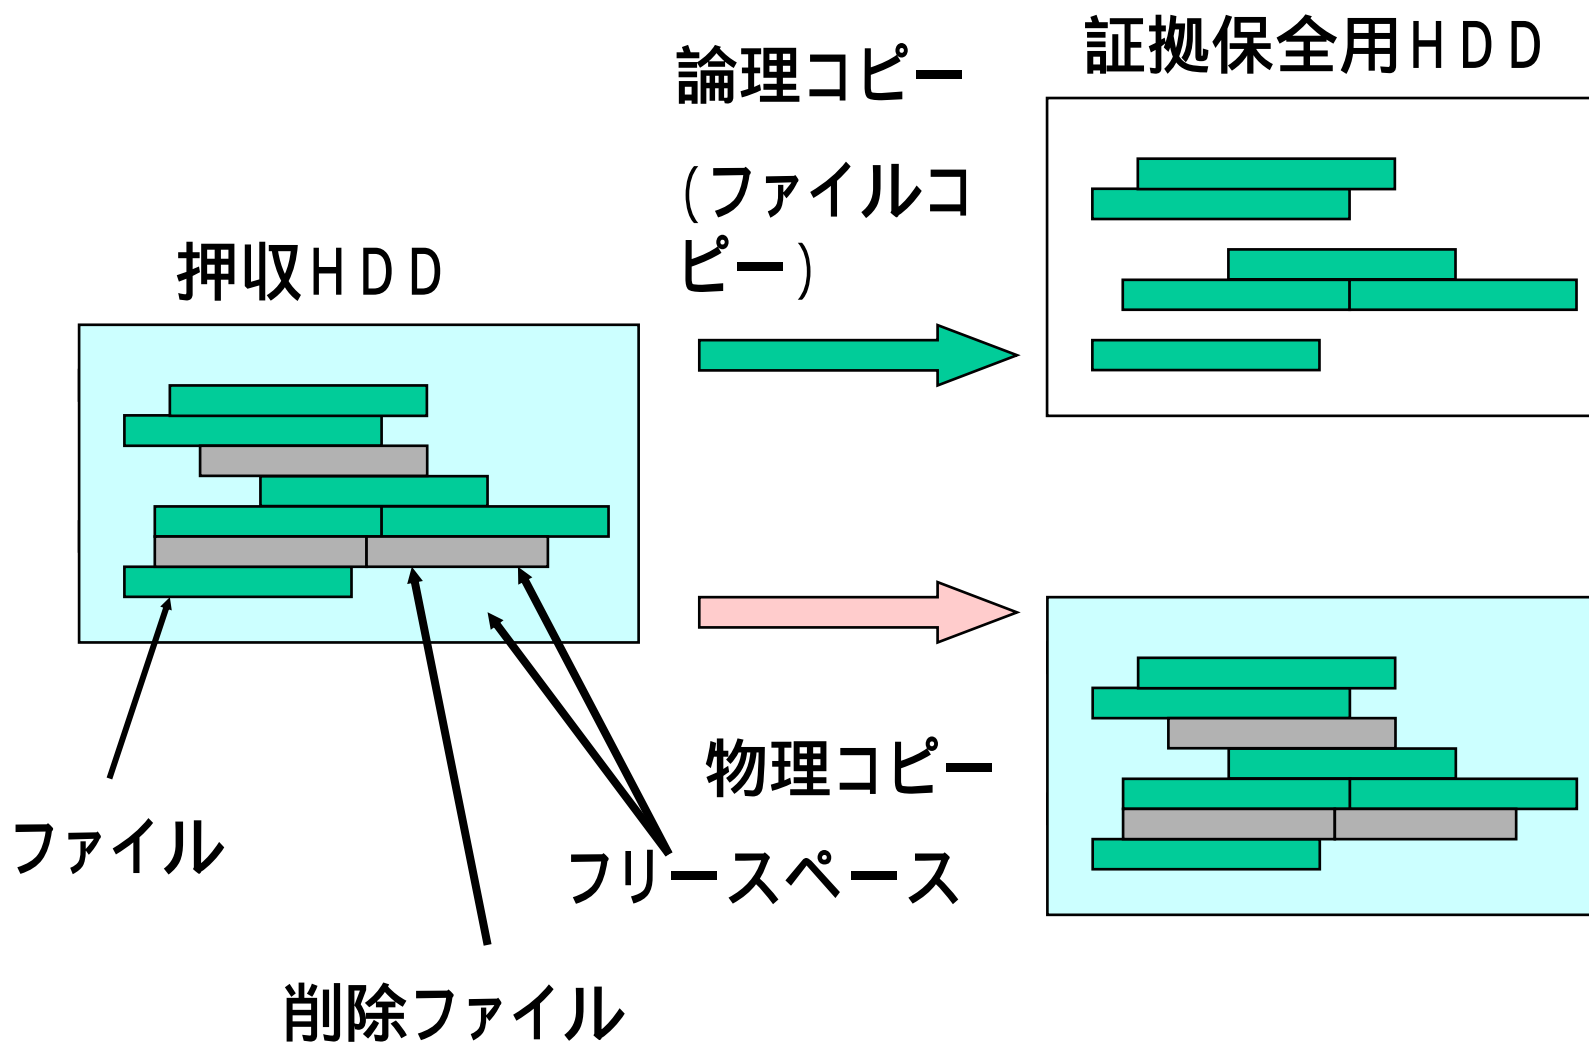 証拠保全用ＨＤＤ
論理コピー
（ファイルコ
ピー）
押収ＨＤＤ
物理コピー
ファイル
フリースペース
削除ファイル